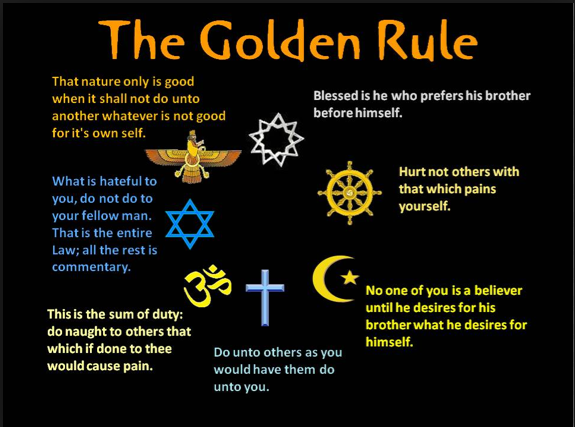 The Golden Rule
That nature only is good
when it shall not do unto
another whatever is not good
for it's own self.
Blessed is he who prefers his brother
before himself.
Hurt not others with
that which pains
yourself.
What is hateful to
you, do not do to
your fellow man.
That is the entire
Law; all the rest is
commentary.
No one of you is a believer
until he desires for his
brother what he desires for
himself.
ॐ
This is the sum of duty:
do naught to others that
which if done to thee
would cause pain.
Do unto others as you
would have them do
unto you.